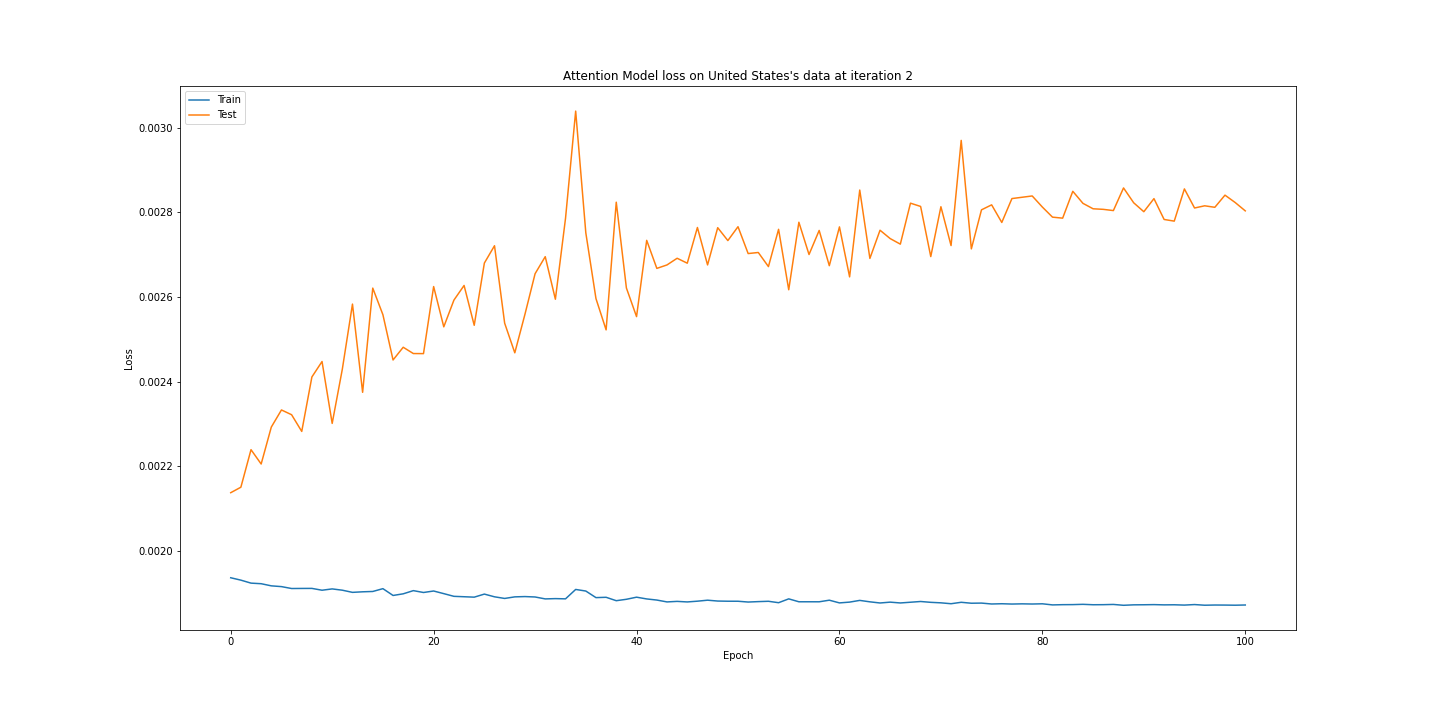 Attention Model loss on United States's data at iteration 2
Train
Test
0.0030
0.0028
0.0026
0.0024
0.0022
0.0020
Loss
0 20 40 60 80 100
Epoch